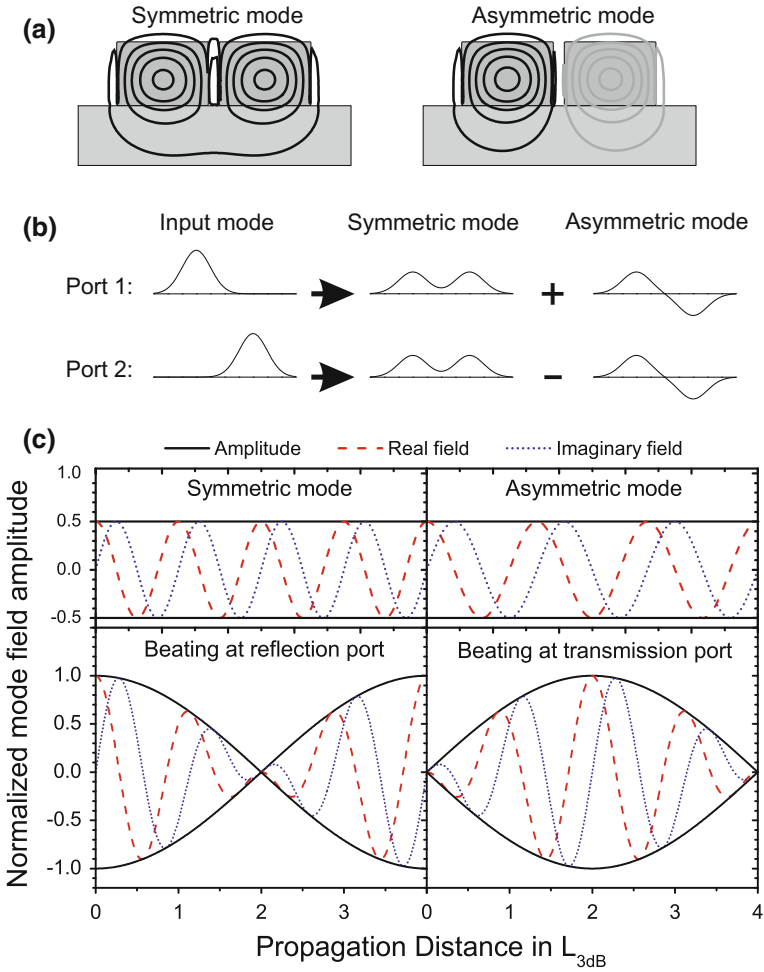 (a)
Symmetric mode
Asymmetric mode
(b)
Input mode
Symmetric mode
Asymmetric mode
Port 1:
+
Port 2:
–
(c)
Amplitude
Real field
Imaginary field
Normalized mode field amplitude
1.0
0.5
0.0
-0.5
Symmetric mode
Asymmetric mode
1.0
0.5
0.0
-0.5
-1.0
Beating at reflection port
Beating at transmission port
0 1 2 3 0 1 2 3 4
Propagation Distance in L3dB